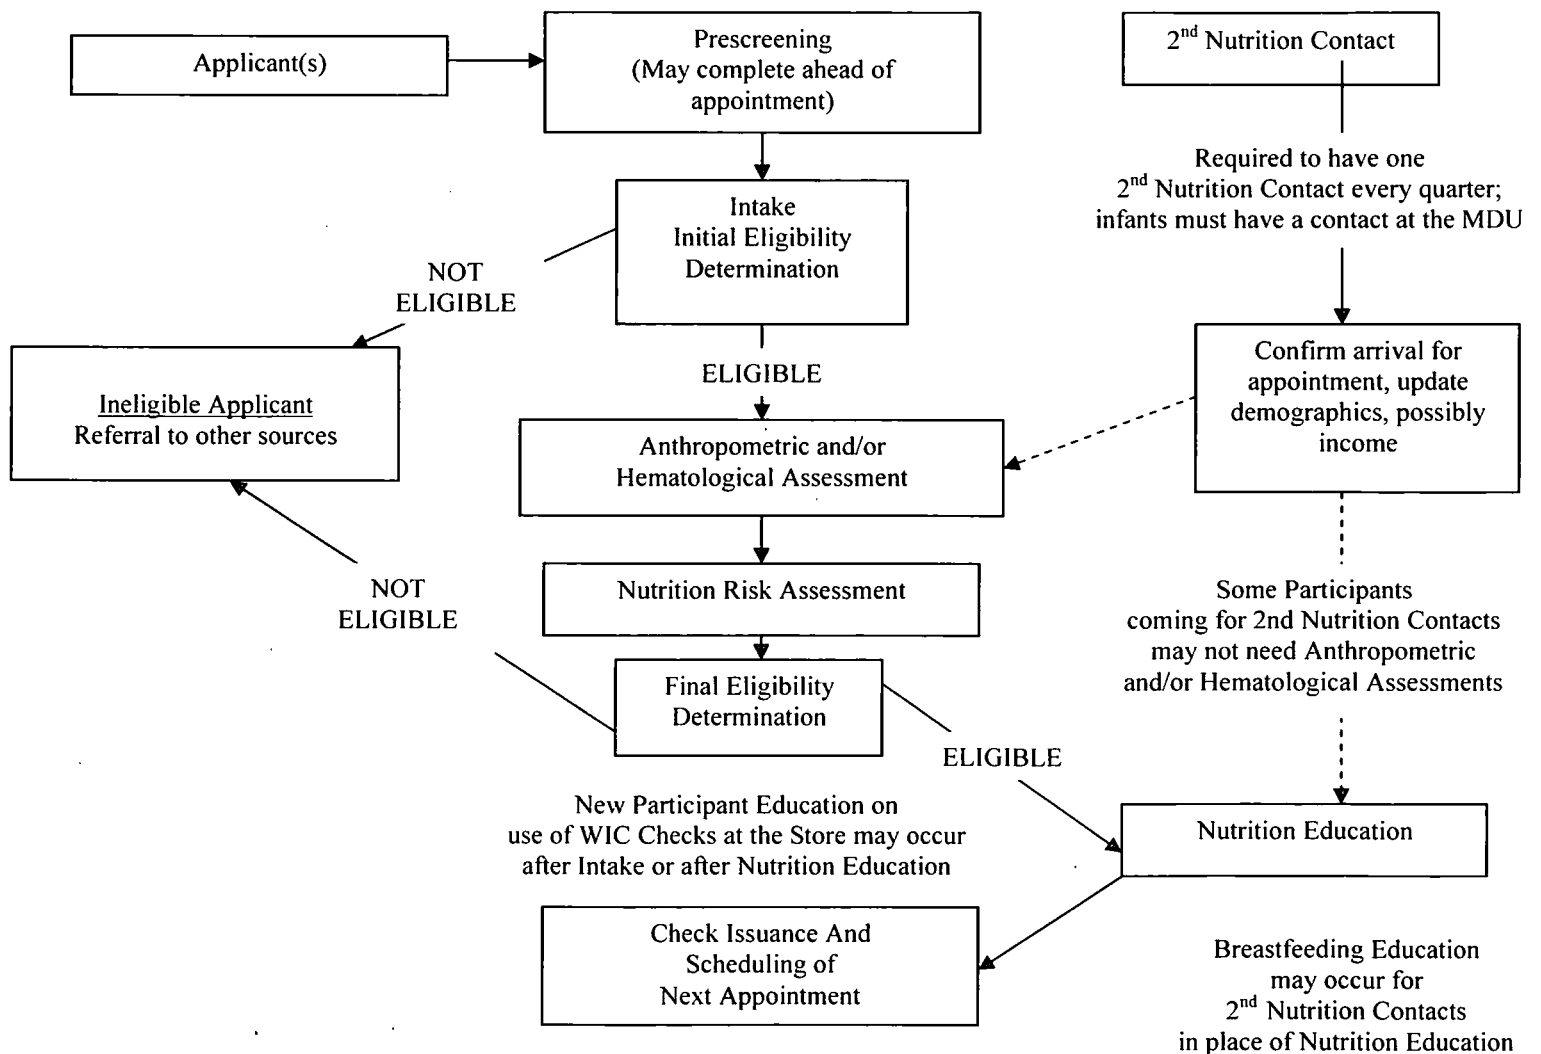 Applicant(s)
Prescreening
(May complete ahead of
appointment)
2nd Nutrition Contact
Required to have one
2nd Nutrition Contact every quarter;
infants must have a contact at the MDU
Intake
Initial Eligibility
Determination
NOT
ELIGIBLE
ELIGIBLE
Ineligible Applicant
Referral to other sources
Confirm arrival for
appointment, update
demographics, possibly
income
Anthropometric and/or
Hematological Assessment
Nutrition Risk Assessment
NOT
ELIGIBLE
Some Participants
coming for 2nd Nutrition Contacts
may not need Anthropometric
and/or Hematological Assessments
Final Eligibility
Determination
ELIGIBLE
New Participant Education on
use of WIC Checks at the Store may occur
after Intake or after Nutrition Education
Nutrition Education
Check Issuance And
Scheduling of
Next Appointment
Breastfeeding Education
may occur for
2nd Nutrition Contacts
in place of Nutrition Education